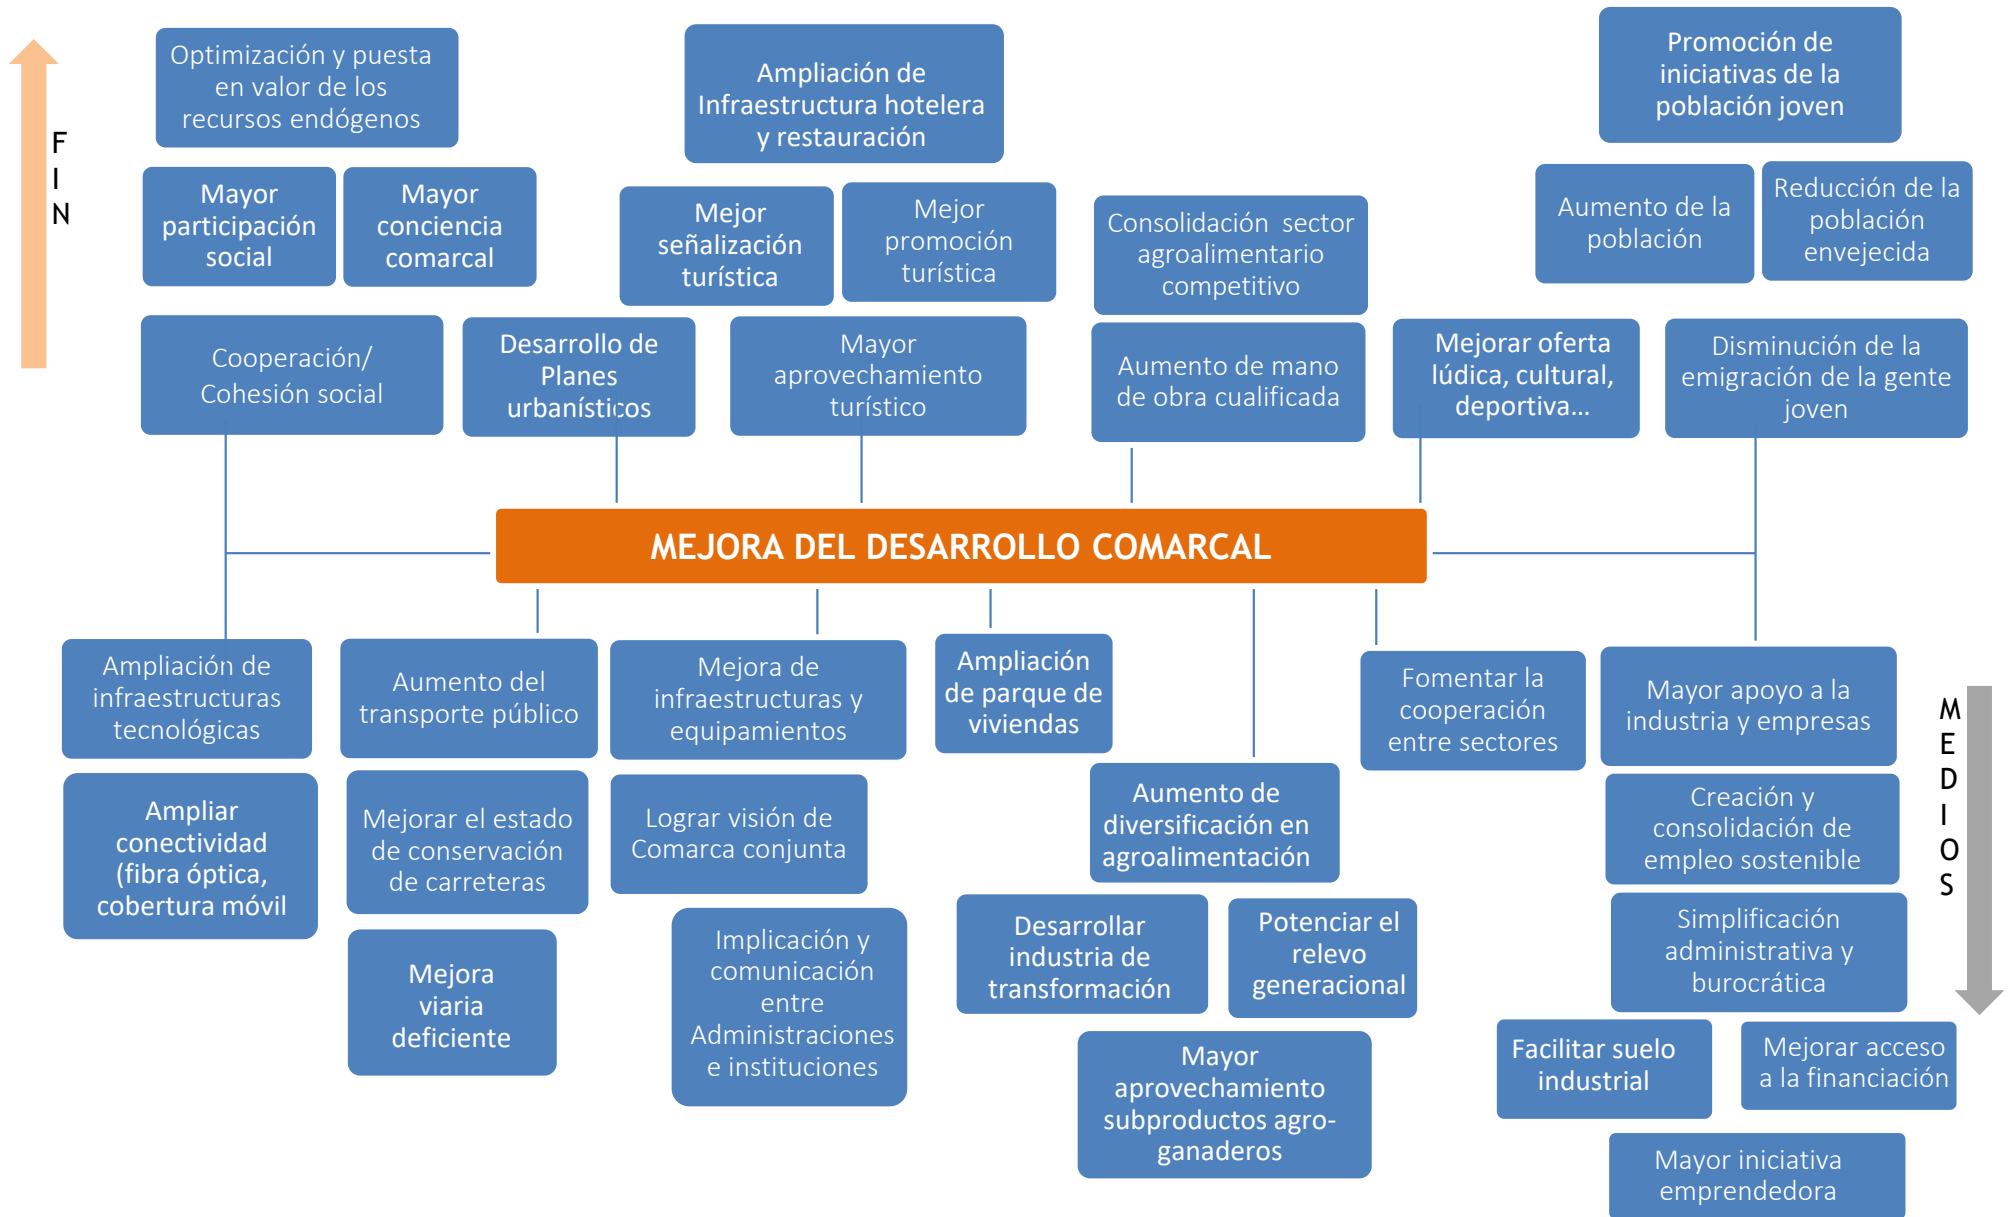 F
I
N
Optimización y puesta
en valor de los
recursos endógenos
Ampliación de
Infraestructura hotelera
y restauración
Promoción de
iniciativas de la
población joven
Mayor
participación
social
Mayor
conciencia
comarcal
Mejor
señalización
turística
Mejor
promoción
turística
Consolidación sector
agroalimentario
competitivo
Aumento de la
población
Reducción de la
población
envejecida
Cooperación/
Cohesión social
Desarrollo de
Planes
urbanísticos
Mayor
aprovechamiento
turístico
Aumento de mano
de obra cualificada
Mejorar oferta
lúdica, cultural,
deportiva...
Disminución de la
emigración de la gente
joven
MEJORA DEL DESARROLLO COMARCAL
Ampliación de
infraestructuras
tecnológicas
Aumento del
transporte público
Mejora de
infraestructuras y
equipamientos
Ampliación
de parque de
viviendas
Fomentar la
cooperación
entre sectores
Mayor apoyo a la
industria y empresas
M
E
D
I
O
S
Ampliar
conectividad
(fibra óptica,
cobertura móvil
Mejorar el estado
de conservación
de carreteras
Lograr visión de
Comarca conjunta
Aumento de
diversificación en
agroalimentación
Creación y
consolidación de
empleo sostenible
Mejora
viaria
deficiente
Implicación y
comunicación
entre
Administraciones
e instituciones
Desarrollar
industria de
transformación
Potenciar el
relevo
generacional
Simplificación
administrativa y
burocrática
Mayor
aprovechamiento
subproductos agro-
ganaderos
Facilitar suelo
industrial
Mejorar acceso
a la financiación
Mayor iniciativa
emprendedora